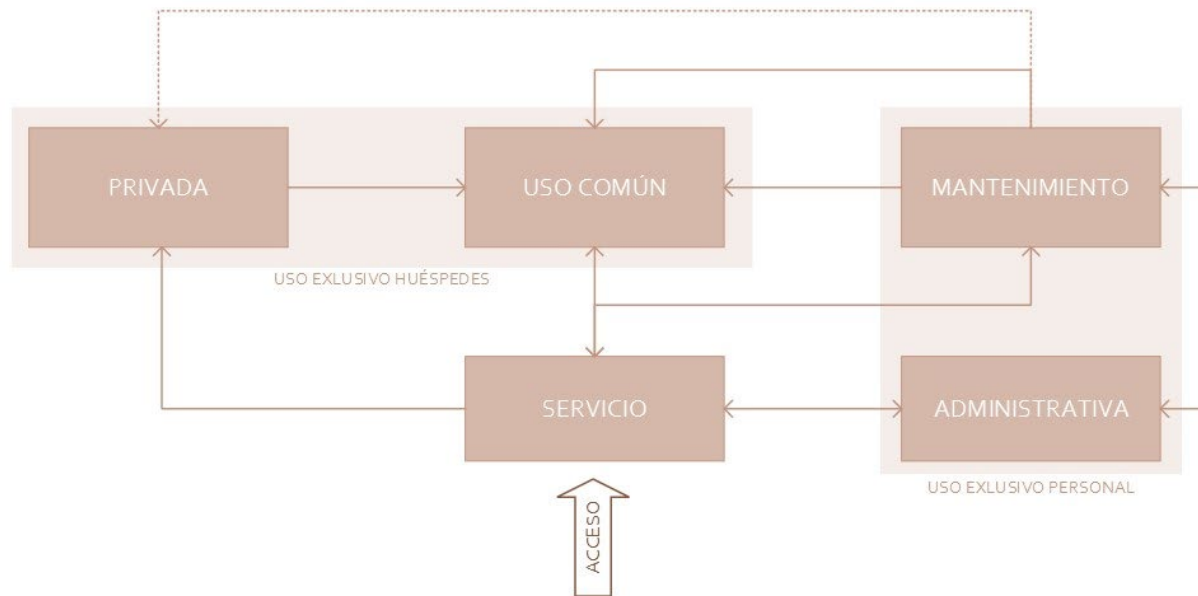 PRIVADA
USO COMÚN
MANTENIMIENTO
USO EXLUSIVO HUÉSPEDES
SERVICIO
ADMINISTRATIVA
USO EXLUSIVO PERSONAL
ACCESO